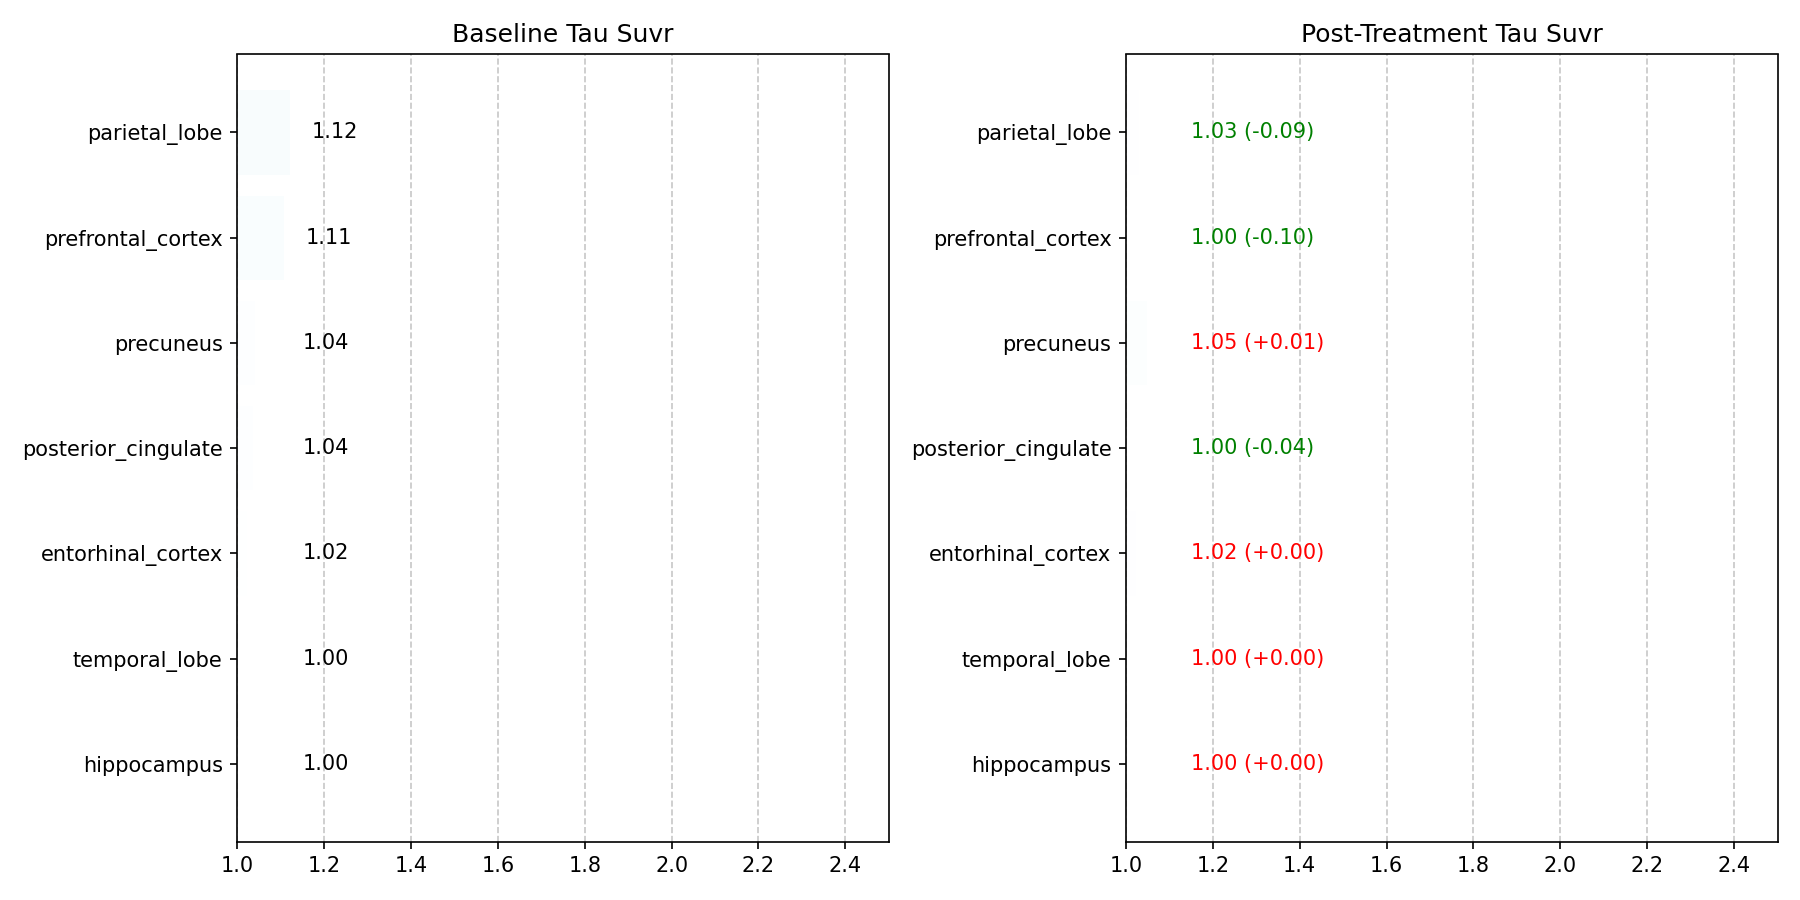 Baseline Tau Suvr
parietal_lobe 1.12
prefrontal_cortex 1.11
precuneus 1.04
posterior_cingulate 1.04
entorhinal_cortex 1.02
temporal_lobe 1.00
hippocampus 1.00
1.0 1.2 1.4 1.6 1.8 2.0 2.2 2.4
Post-Treatment Tau Suvr
parietal_lobe 1.03 (-0.09)
prefrontal_cortex 1.00 (-0.10)
precuneus 1.05 (+0.01)
posterior_cingulate 1.00 (-0.04)
entorhinal_cortex 1.02 (+0.00)
temporal_lobe 1.00 (+0.00)
hippocampus 1.00 (+0.00)
1.0 1.2 1.4 1.6 1.8 2.0 2.2 2.4